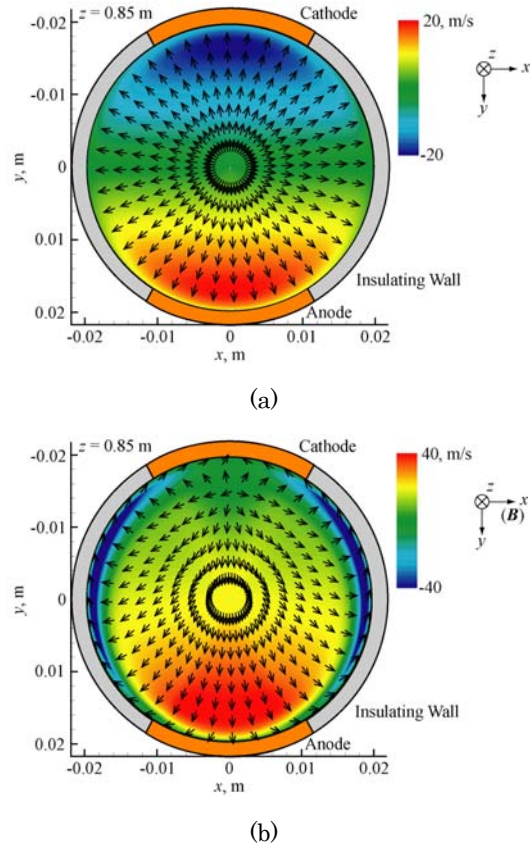 z = 0.85 m
Cathode
-0.02
-0.01
0
0.01
0.02
y, m
20, m/s
-20
z
x
y
Insulating Wall
Anode
-0.02 -0.01 0 0.01 0.02
x, m
(a)
z = 0.85 m
Cathode
-0.02
-0.01
0
0.01
0.02
y, m
40, m/s
-40
z
x
(B)
y
Insulating Wall
Anode
-0.02 -0.01 0 0.01 0.02
x, m
(b)